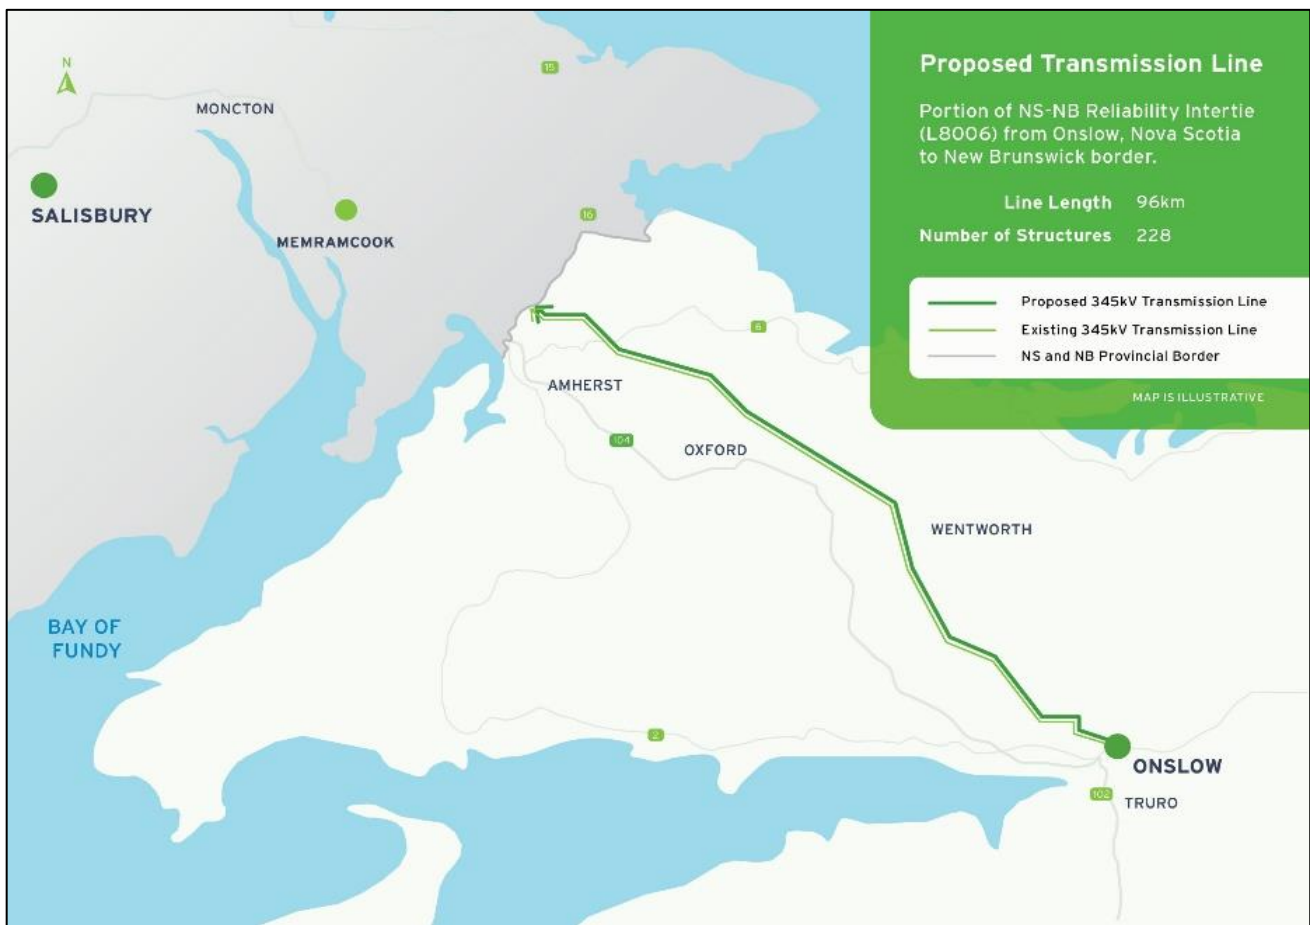 Proposed Transmission Line
Portion of NS-NB Reliability Intertie
(L8006) from Onslow, Nova Scotia
to New Brunswick border.
Line Length 96km
Number of Structures 228
Proposed 345kV Transmission Line
Existing 345kV Transmission Line
NS and NB Provincial Border
MAP IS ILLUSTRATIVE
N
15
MONCTON
SALISBURY
MEMRAMCOOK
16
6
AMHERST
104
OXFORD
WENTWORTH
BAY OF
FUNDY
2
ONSLOW
102
TRURO